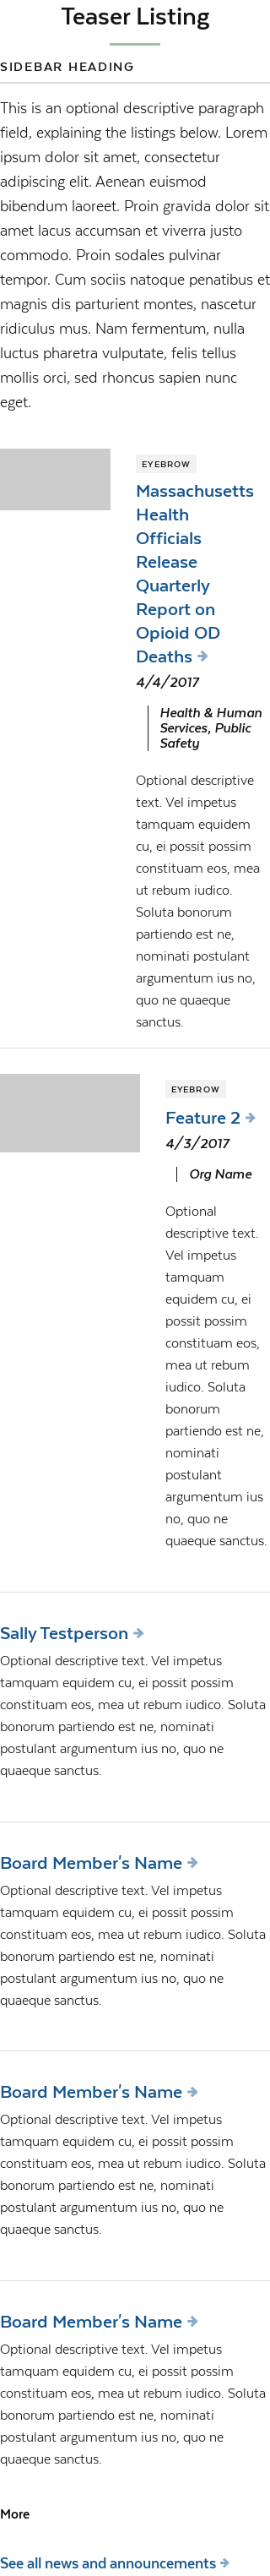 Teaser Listing
SIDEBAR HEADING
This is an optional descriptive paragraph
field, explaining the listings below. Lorem
ipsum dolor sit amet, consectetur
adipiscing elit. Aenean euismod
bibendum laoreet. Proin gravida dolor sit
amet lacus accumsan et viverra justo
commodo. Proin sodales pulvinar
tempor. Cum sociis natoque penatibus et
magnis dis parturient montes, nascetur
ridiculus mus. Nam fermentum, nulla
luctus pharetra vulputate, felis tellus
mollis orci, sed rhoncus sapien nunc
eget.
EYEBROW
Massachusetts
Health
Officials
Release
Quarterly
Report on
Opioid OD
Deaths
4/4/2017
Health & Human
Services, Public
Safety
Optional descriptive
text. Vel impetus
tamquam equidem
cu, ei possit possim
constituam eos, mea
ut rebum iudico.
Soluta bonorum
partiendo est ne,
nominati postulant
argumentum ius no,
quo ne quaeque
sanctus.
EYEBROW
Feature 2
4/3/2017
Org Name
Optional
descriptive text.
Vel impetus
tamquam
equidem cu, ei
possit possim
constituam eos,
mea ut rebum
iudico. Soluta
bonorum
partiendo est ne,
nominati
postulant
argumentum ius
no, quo ne
quaeque sanctus.
Sally Testperson
Optional descriptive text. Vel impetus
tamquam equidem cu, ei possit possim
constituam eos, mea ut rebum iudico. Soluta
bonorum partiendo est ne, nominati
postulant argumentum ius no, quo ne
quaeque sanctus.
Board Member's Name
Optional descriptive text. Vel impetus
tamquam equidem cu, ei possit possim
constituam eos, mea ut rebum iudico. Soluta
bonorum partiendo est ne, nominati
postulant argumentum ius no, quo ne
quaeque sanctus.
Board Member's Name
Optional descriptive text. Vel impetus
tamquam equidem cu, ei possit possim
constituam eos, mea ut rebum iudico. Soluta
bonorum partiendo est ne, nominati
postulant argumentum ius no, quo ne
quaeque sanctus.
Board Member's Name
Optional descriptive text. Vel impetus
tamquam equidem cu, ei possit possim
constituam eos, mea ut rebum iudico. Soluta
bonorum partiendo est ne, nominati
postulant argumentum ius no, quo ne
quaeque sanctus.
More
See all news and announcements